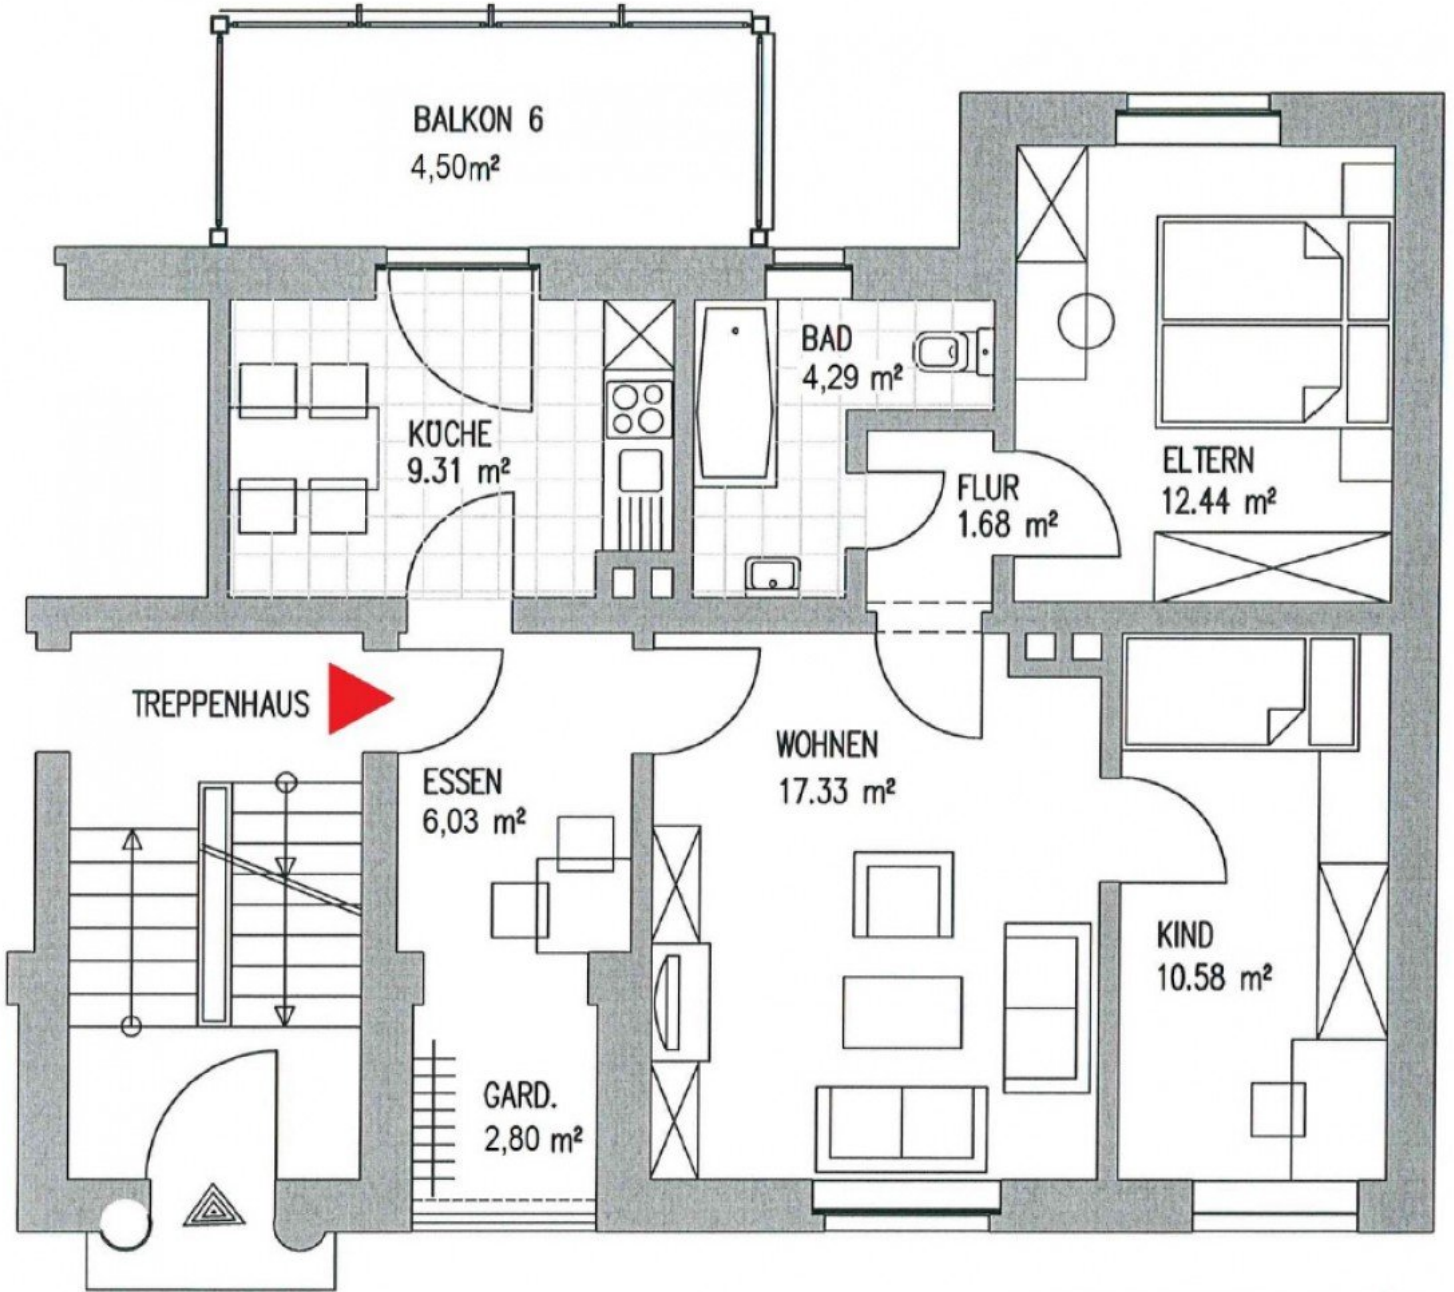 BALKON 6
4,50m²
BAD
4,29 m²
KÜCHE
9.31 m²
ELTERN
12.44 m²
FLUR
1.68 m²
TREPPENHAUS
WOHNEN
17.33 m²
ESSEN
6,03 m²
KIND
10.58 m²
GARD.
2,80 m²